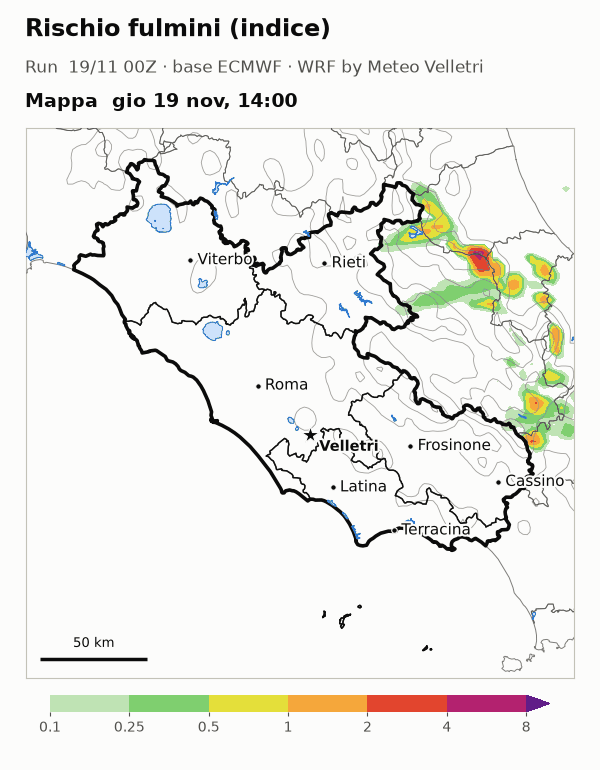 Rischio fulmini (indice)
Run  19/11 00Z · base ECMWF · WRF by Meteo Velletri
Mappa  gio 19 nov, 14:00
Viterbo
Rieti
Roma
Velletri
Frosinone
Cassino
Latina
Terracina
50 km
0.1 0.25 0.5 1 2 4 8